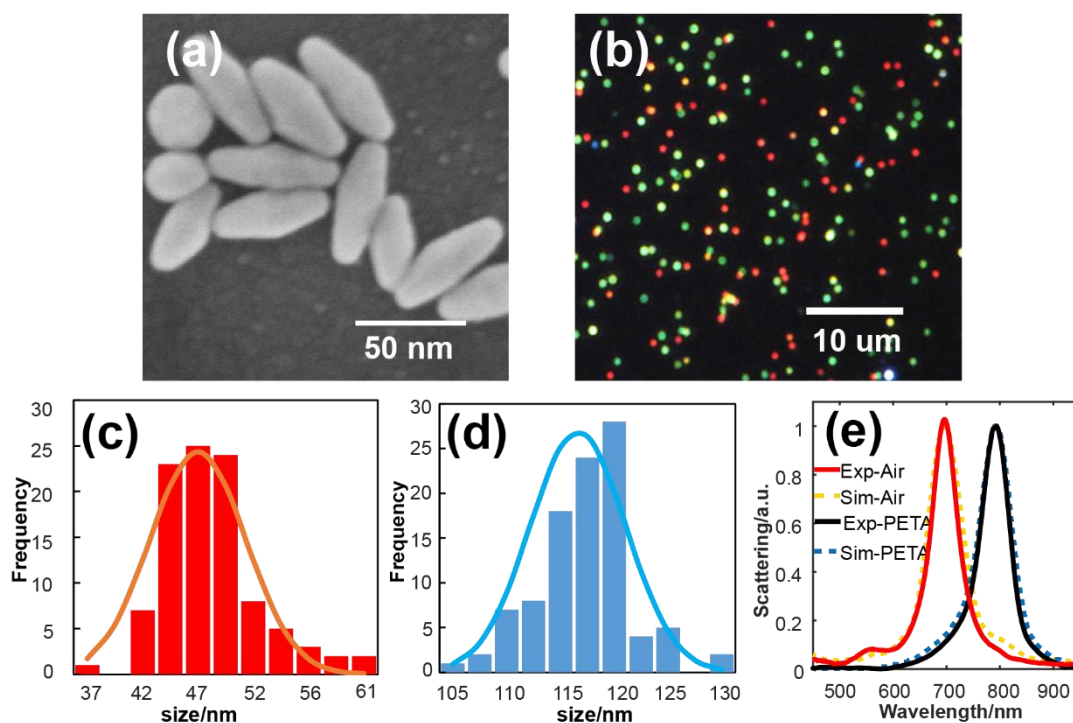 (a)
50 nm
(b)
10 um
(c)
Frequency
30
25
20
15
10
5
0
37 42 47 52 56 61
size/nm
(d)
Frequency
30
25
20
15
10
5
0
105 110 115 120 125 130
size/nm
(e)
Scattering/a.u.
1
0.8
0.6
0.4
0.2
0
Exp-Air
Sim-Air
Exp-PETA
Sim-PETA
500 600 700 800 900
Wavelength/nm